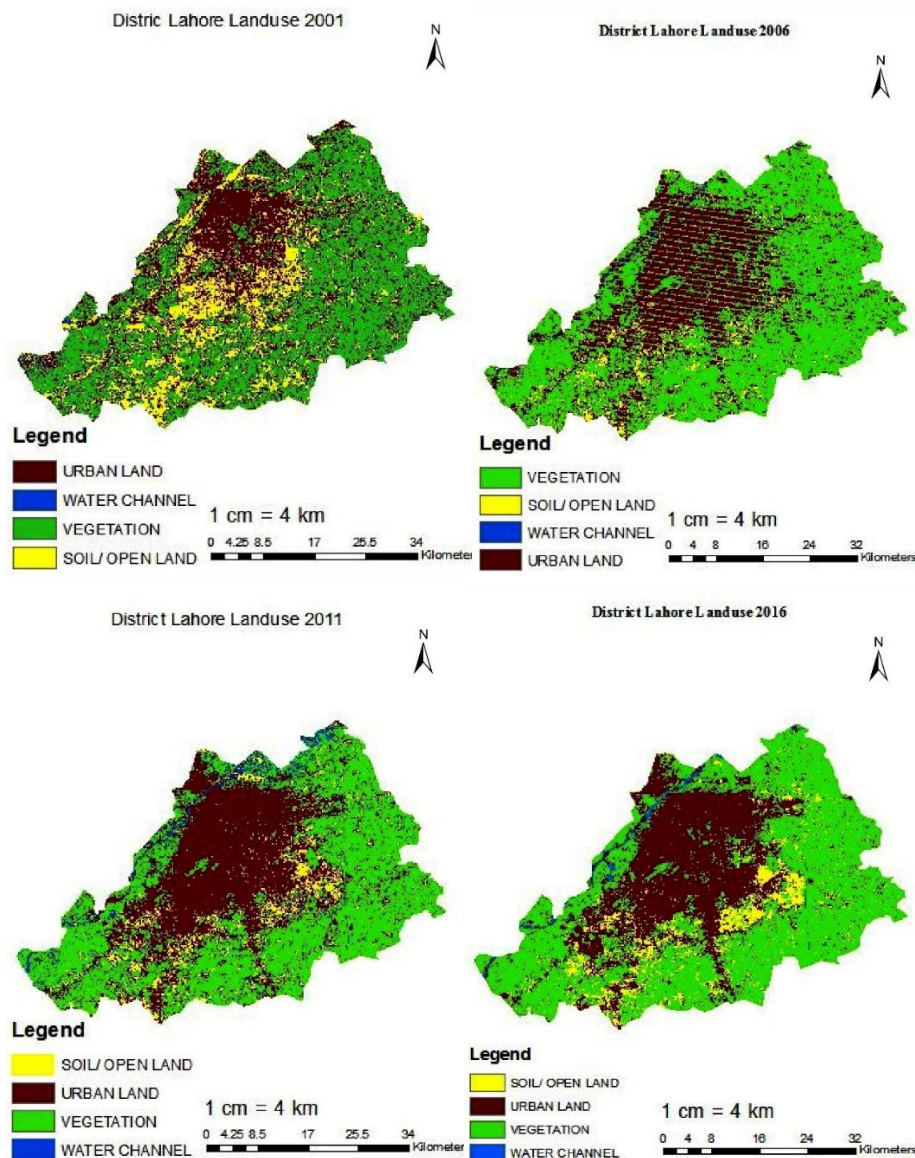 Distric Lahore Landuse 2001
N
Legend
URBAN LAND
WATER CHANNEL
VEGETATION
SOIL/ OPEN LAND
1 cm = 4 km
0 4.25 8.5 17 25.5 34
Kilometers
District Lahore Landuse 2006
N
Legend
VEGETATION
SOIL/ OPEN LAND
WATER CHANNEL
URBAN LAND
1 cm = 4 km
0 4 8 16 24 32
Kilometers
District Lahore Landuse 2011
N
Legend
SOIL/ OPEN LAND
URBAN LAND
VEGETATION
WATER CHANNEL
1 cm = 4 km
0 4.25 8.5 17 25.5 34
Kilometer
District Lahore Landuse 2016
N
Legend
SOIL/ OPEN LAND
URBAN LAND
VEGETATION
WATER CHANNEL
1 cm = 4 km
0 4 8 16 24 32
Kilometers